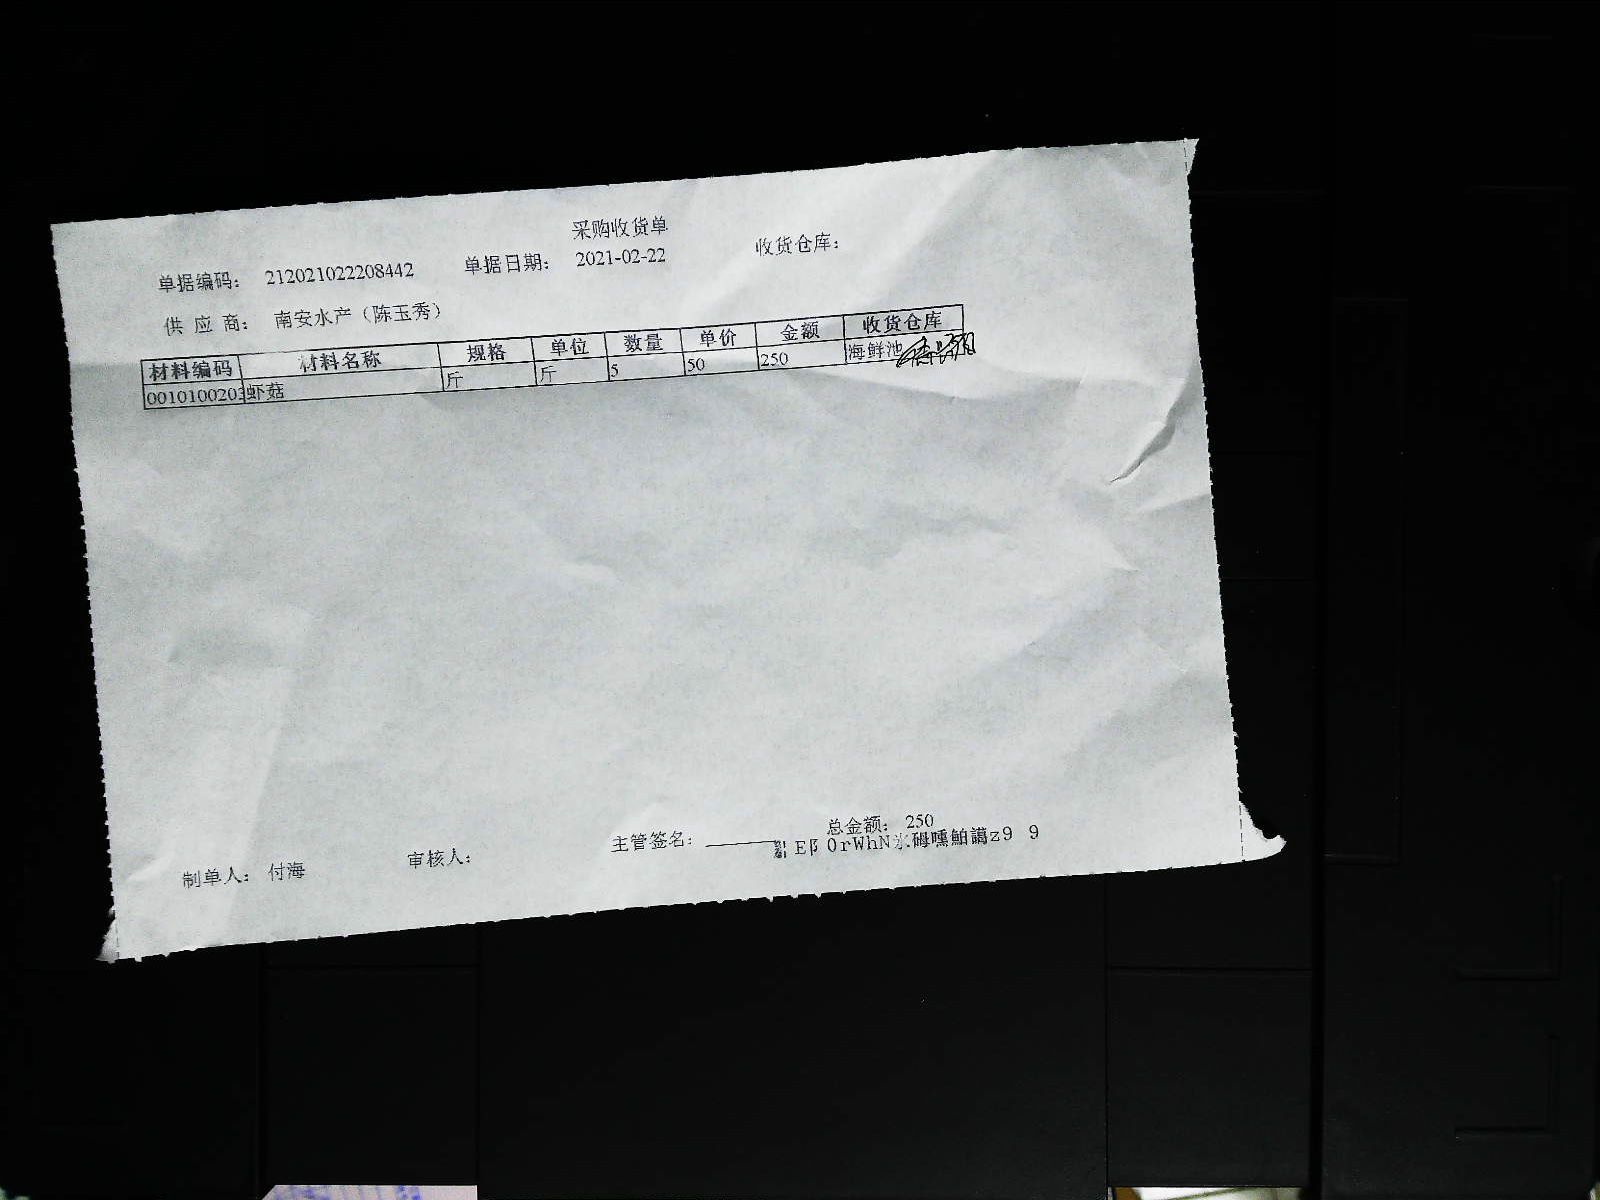 采购收货单
单据编码： 212021022208442 单据日期： 2021-02-22 收货仓库：
供 应 商： 南安水产（陈玉秀）
材料编码 材料名称 规格 单位 数量 单价 金额 收货仓库
0010100203 虾菇 斤 斤 5 50 250 海鲜池
总金额： 250
制单人： 付海 审核人： 主管签名：